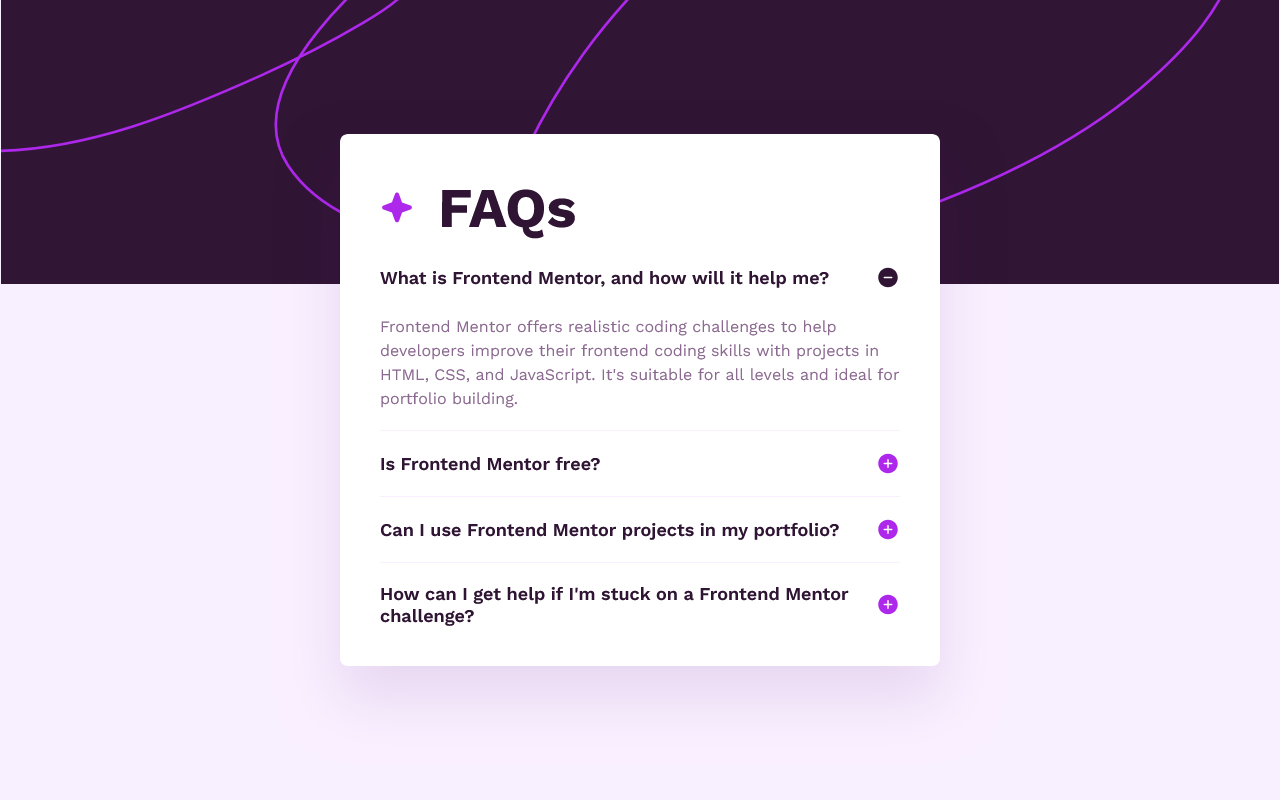 FAQs
What is Frontend Mentor, and how will it help me?
Frontend Mentor offers realistic coding challenges to help
developers improve their frontend coding skills with projects in
HTML, CSS, and JavaScript. It's suitable for all levels and ideal for
portfolio building.
Is Frontend Mentor free?
Can I use Frontend Mentor projects in my portfolio?
How can I get help if I'm stuck on a Frontend Mentor
challenge?